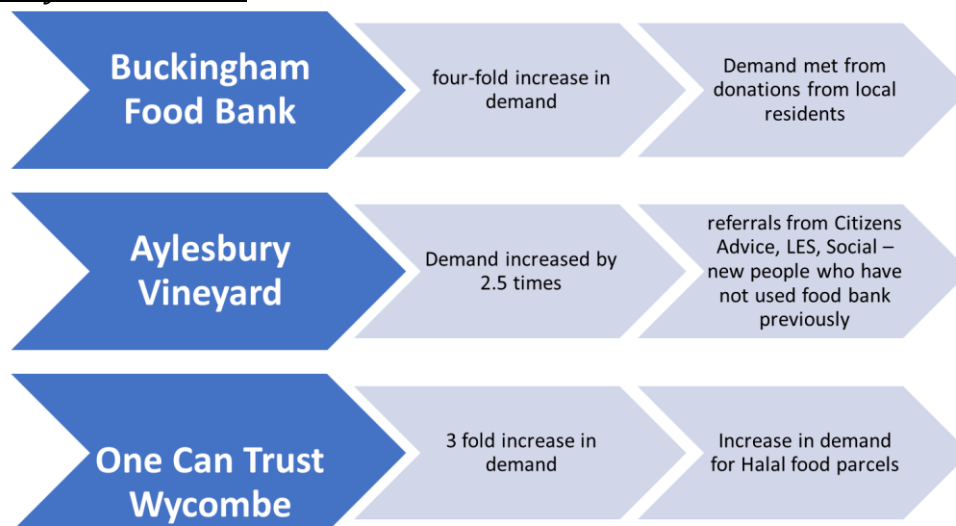 Buckingham
Food Bank
four-fold increase in
demand
Demand met from
donations from local
residents
Aylesbury
Vineyard
Demand increased by
2.5 times
referrals from Citizens
Advice, LES, Social –
new people who have
not used food bank
previously
One Can Trust
Wycombe
3 fold increase in
demand
Increase in demand
for Halal food parcels